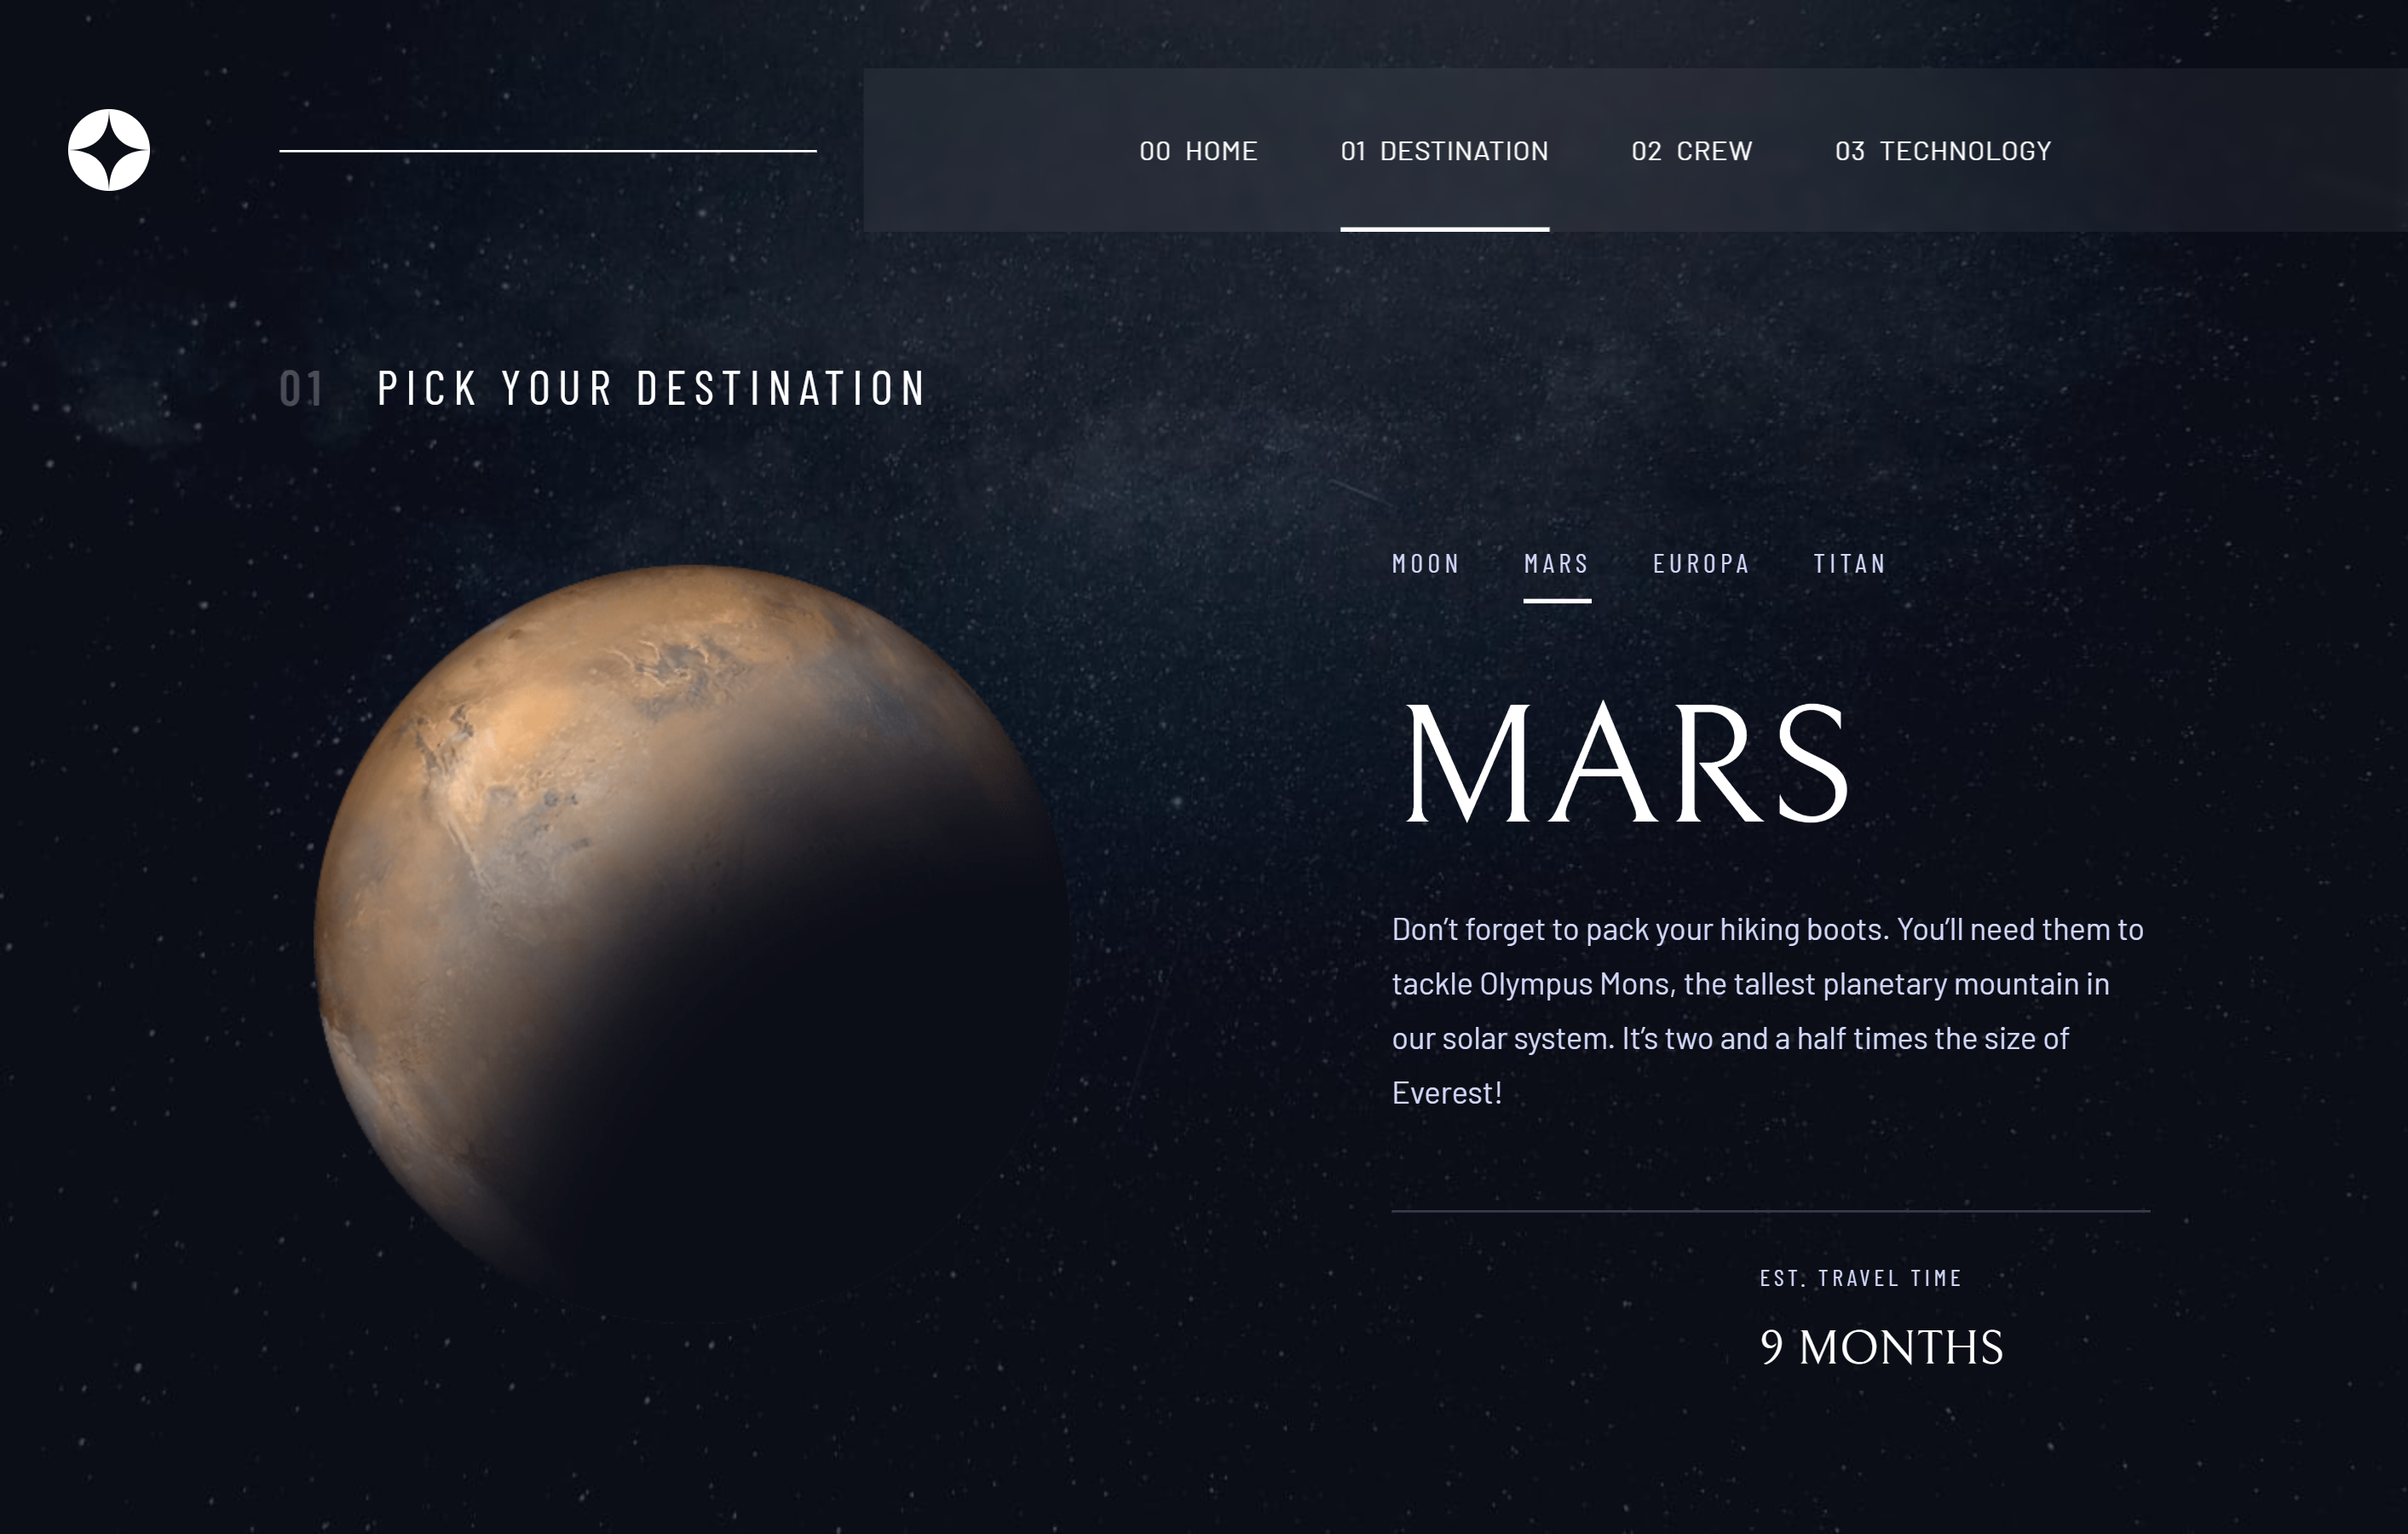 00 HOME 01 DESTINATION 02 CREW 03 TECHNOLOGY
01 PICK YOUR DESTINATION
MOON MARS EUROPA TITAN
MARS
Don’t forget to pack your hiking boots. You’ll need them to
tackle Olympus Mons, the tallest planetary mountain in
our solar system. It’s two and a half times the size of
Everest!
EST. TRAVEL TIME
9 MONTHS